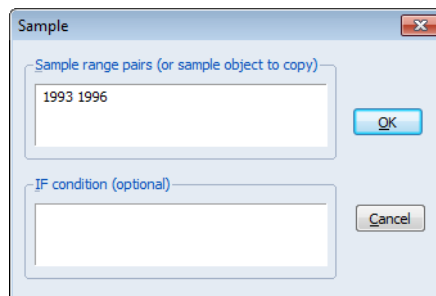 Sample
Sample range pairs (or sample object to copy)
1993 1996
OK
IF condition (optional)
Cancel